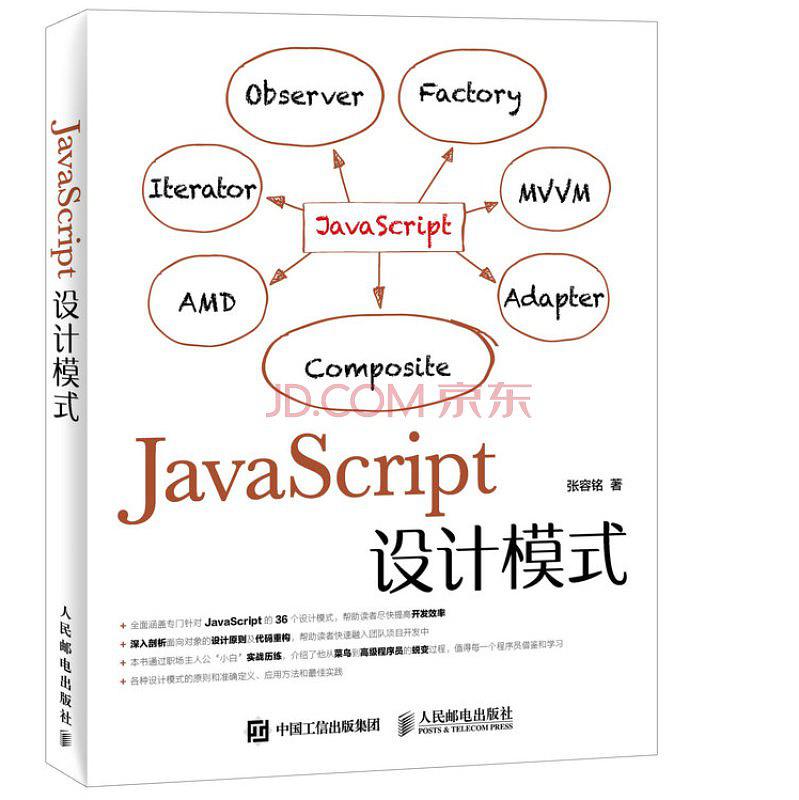 Observer
Factory
Iterator
MVVM
JavaScript
AMD
Adapter
Composite
JD.COM 京东
JavaScript
张容铭 著
设计模式
+ 全面涵盖专门针对 JavaScript 的 36 个设计模式，帮助读者尽快提高开发效率
+ 深入剖析面向对象的设计原则及代码重构，帮助读者快速融入团队项目开发中
+ 本书通过职场主人公“小白”实战历练，介绍了他从菜鸟到高级程序员的蜕变过程，值得每一个程序员借鉴和学习
+ 各种设计模式的原则和准确定义、应用方法和最佳实践
中国工信出版集团
人民邮电出版社
POSTS & TELECOM PRESS
JavaScript 设计模式
人民邮电出版社